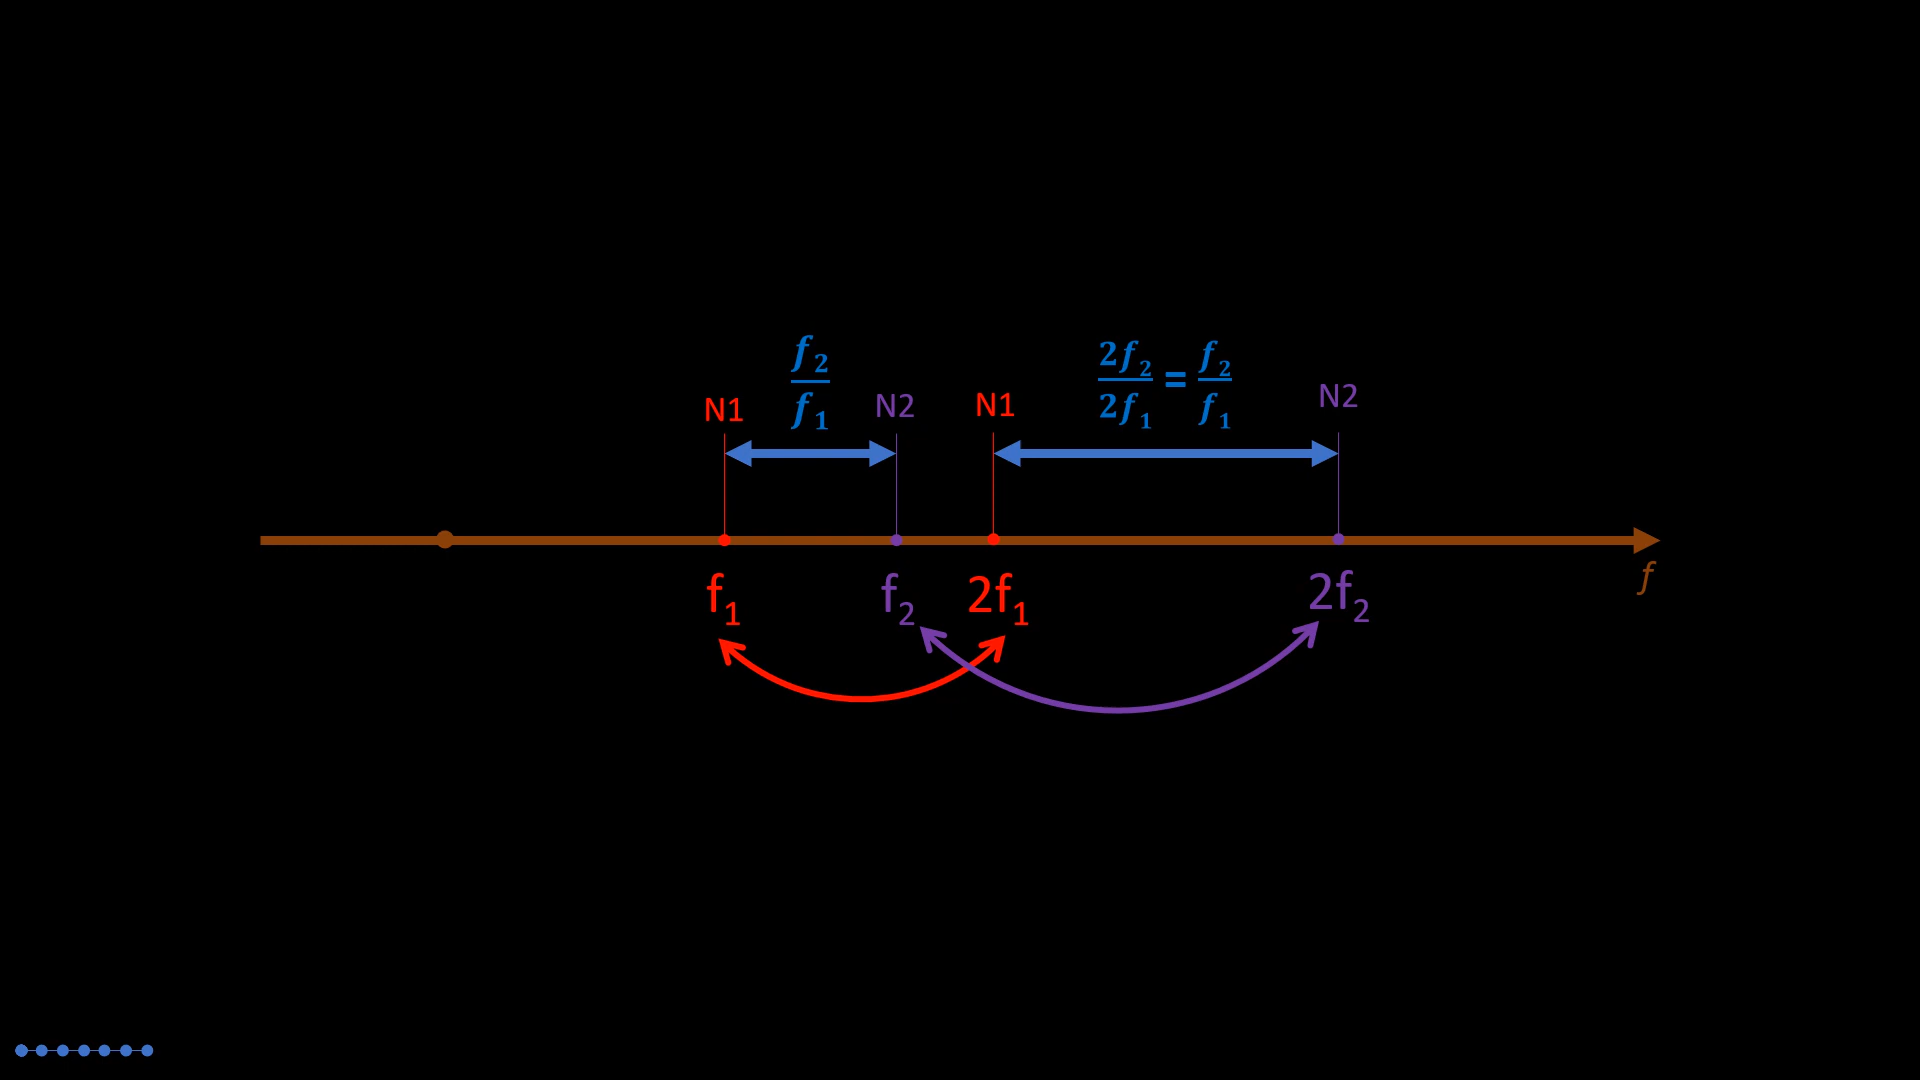 f₂/f₁
2f₂/2f₁ = f₂/f₁
N1 N2 N1 N2
f
f₁ f₂ 2f₁ 2f₂